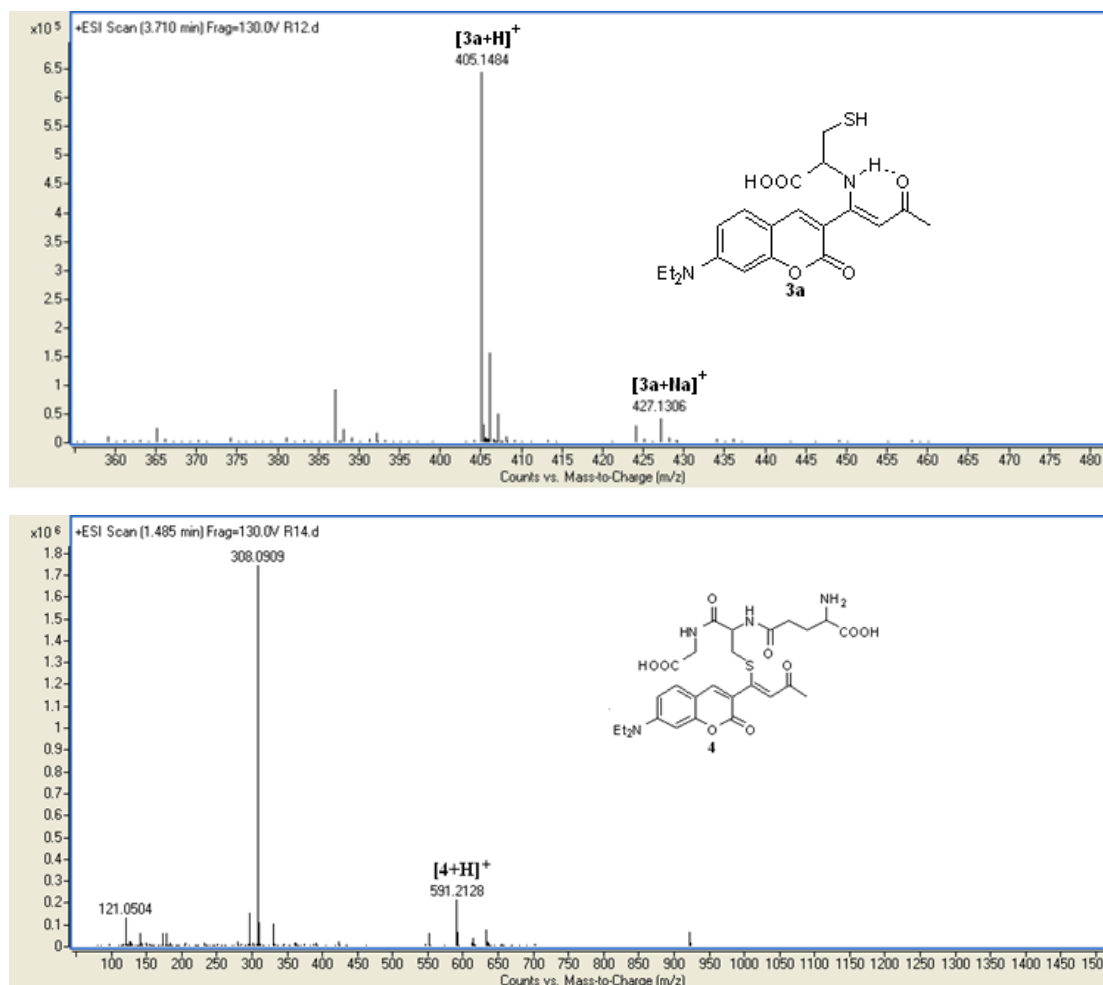 x10 5 +ESI Scan (3.710 min) Frag=130.0V R12.d
[3a+H]+
405.1484
6.5
6
5.5
5
4.5
4
3.5
3
2.5
2
1.5
1
0.5
0
SH
HOOC N H O
Et2N O O
3a
[3a+Na]+
427.1306
360 365 370 375 380 385 390 395 400 405 410 415 420 425 430 435 440 445 450 455 460 465 470 475 480
Counts vs. Mass-to-Charge (m/z)
x10 6 +ESI Scan (1.485 min) Frag=130.0V R14.d
308.0909
1.8
1.7
1.6
1.5
1.4
1.3
1.2
1.1
1
0.9
0.8
0.7
0.6
0.5
0.4
0.3
0.2
0.1
0
O H NH2
HN N COOH
HOOC O
S O
Et2N O O
4
[4+H]+
591.2128
121.0504
100 150 200 250 300 350 400 450 500 550 600 650 700 750 800 850 900 950 1000 1050 1100 1150 1200 1250 1300 1350 1400 1450 150
Counts vs. Mass-to-Charge (m/z)